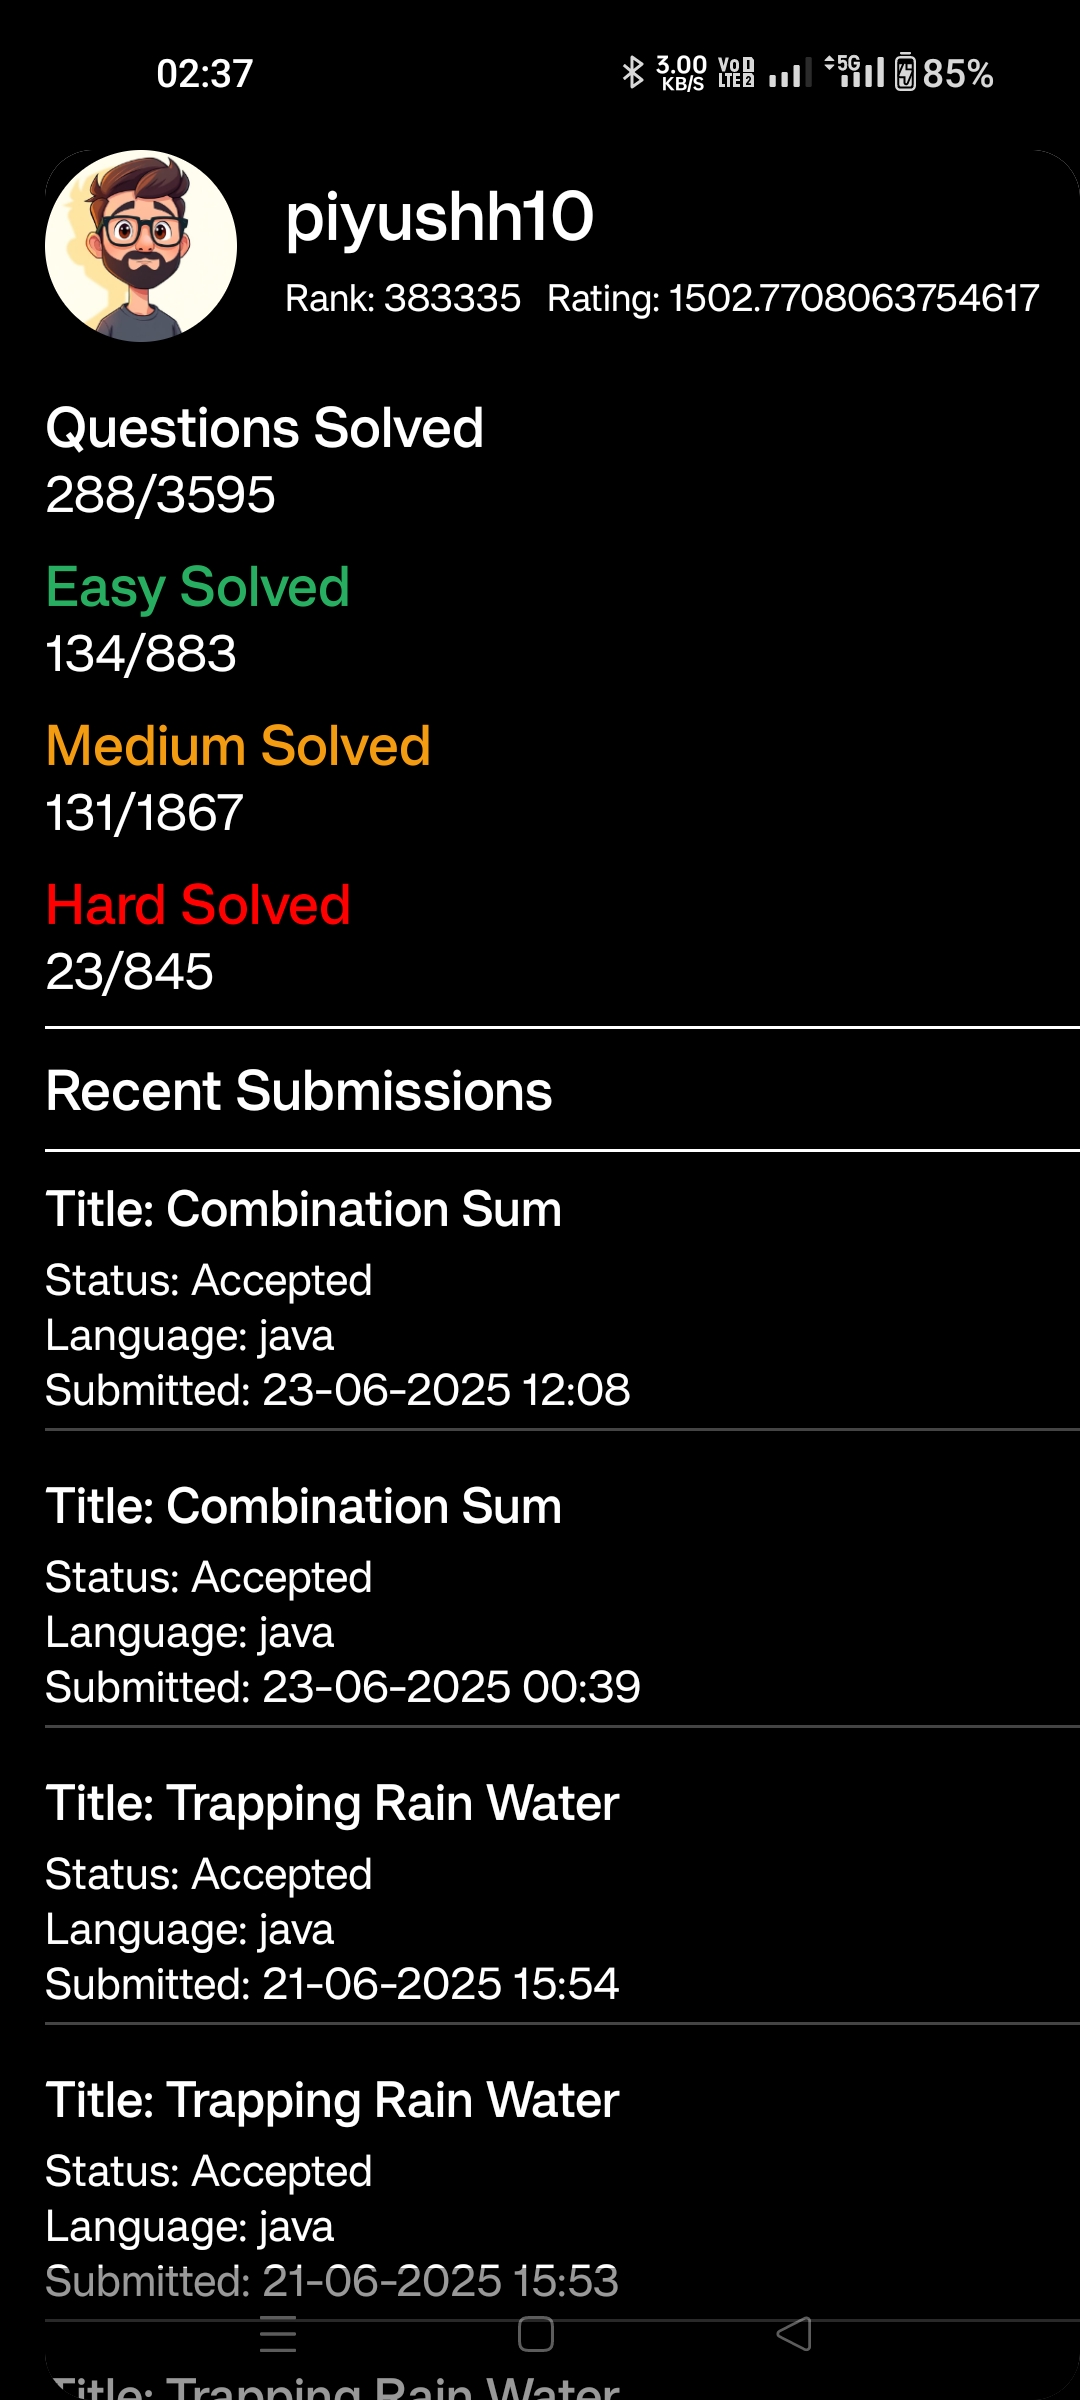 02:37 3.00 KB/S Vo 1 LTE 2 5G 85%
piyushh10
Rank: 383335 Rating: 1502.7708063754617
Questions Solved
288/3595
Easy Solved
134/883
Medium Solved
131/1867
Hard Solved
23/845
Recent Submissions
Title: Combination Sum
Status: Accepted
Language: java
Submitted: 23-06-2025 12:08
Title: Combination Sum
Status: Accepted
Language: java
Submitted: 23-06-2025 00:39
Title: Trapping Rain Water
Status: Accepted
Language: java
Submitted: 21-06-2025 15:54
Title: Trapping Rain Water
Status: Accepted
Language: java
Submitted: 21-06-2025 15:53
Title: Trapping Rain Water